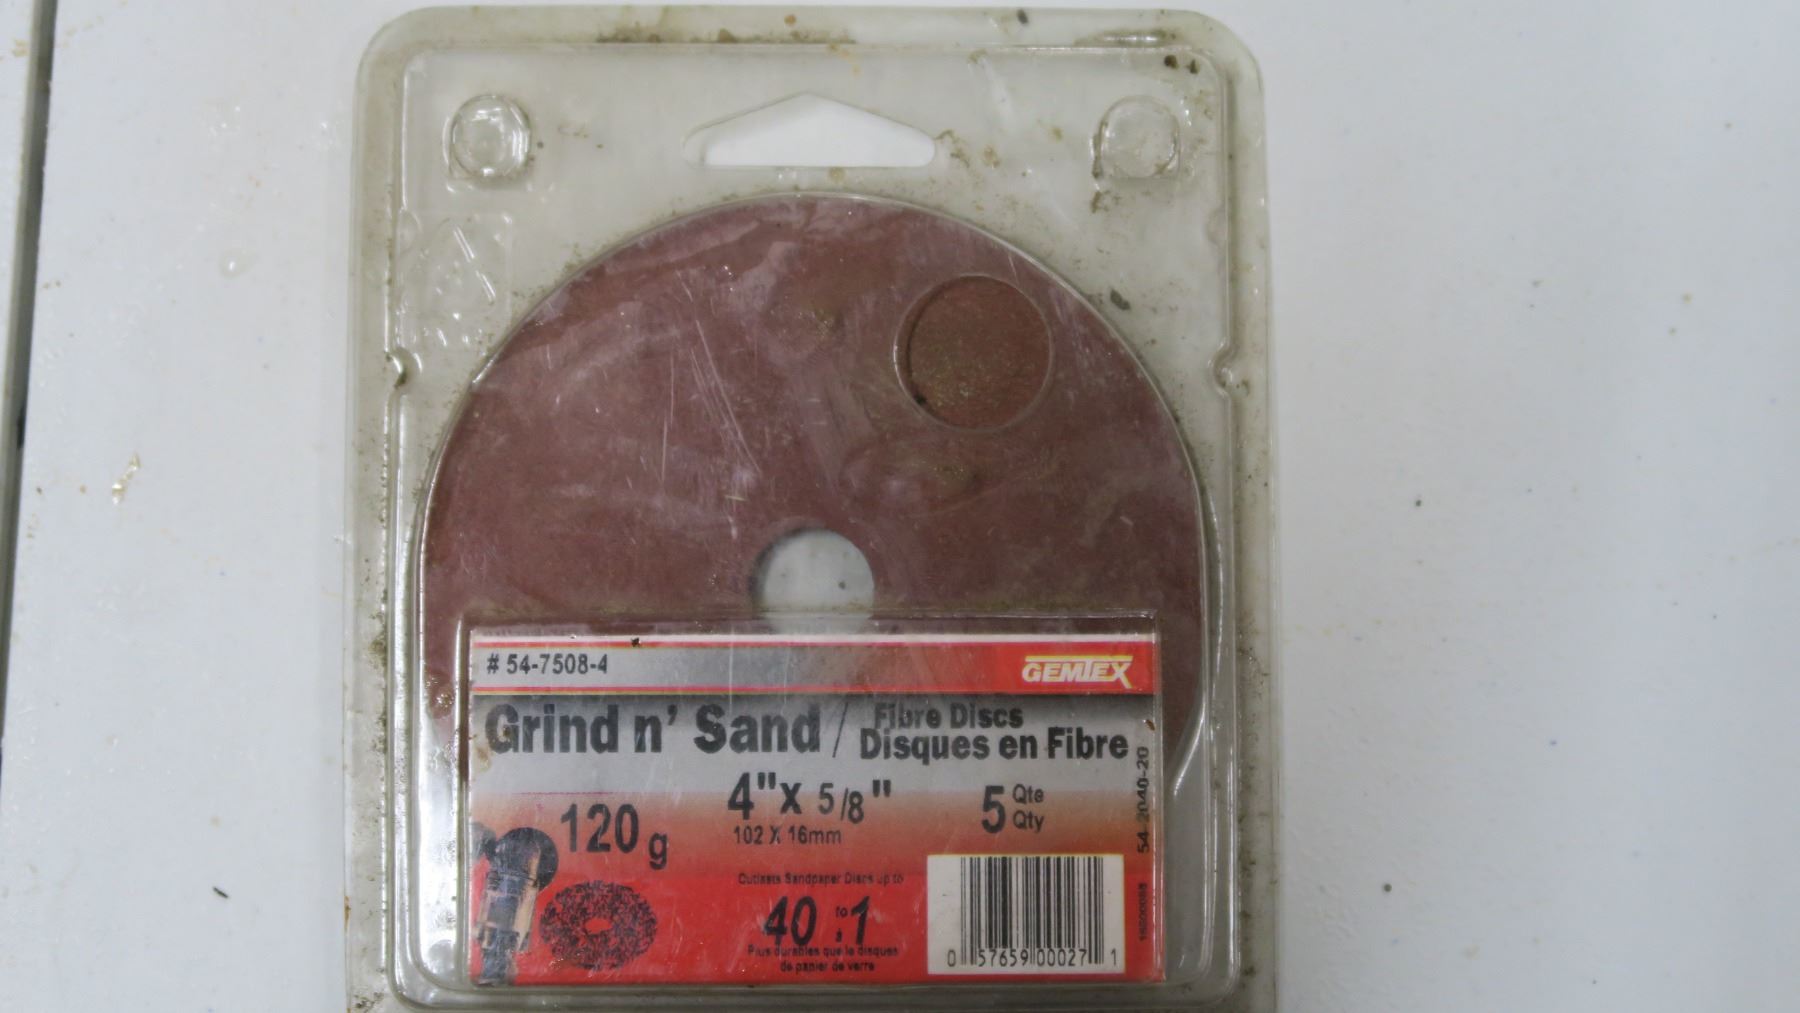 # 54-7508-4
GEMTEX
Grind n' Sand / Fibre Discs
Disques en Fibre
4" x 5/8"
102 X 16mm
120 g
5 Qte
Qty
54-2040-20
Outlasts Sandpaper Discs up to
40 to
à 1
Plus durables que le disques
de papier de verre
0 57659 00027 1